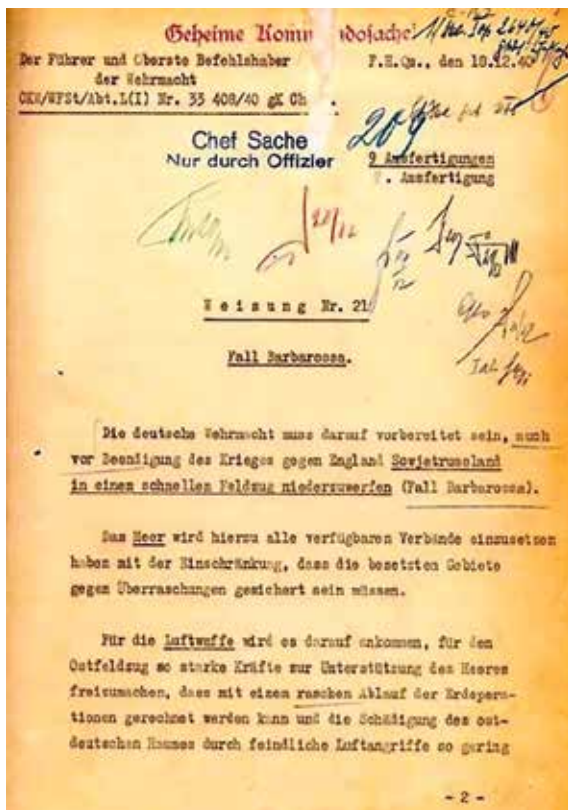 Geheime Kommandosache
Der Führer und Oberste Befehlshaber
der Wehrmacht
OKW/WFSt/Abt.L(I) Nr. 33 408/40 gK Ch
F.H.Qu., den 18.12.40
Chef Sache
Nur durch Offizier
209
9 Ausfertigungen
. Ausfertigung
Weisung Nr. 21
Fall Barbarossa.
Die deutsche Wehrmacht muss darauf vorbereitet sein, auch
vor Beendigung des Krieges gegen England Sowjetrussland
in einem schnellen Feldzug niederzuwerfen (Fall Barbarossa).
Das Heer wird hierzu alle verfügbaren Verbände einzusetzen
haben mit der Einschränkung, dass die besetzten Gebiete
gegen Überraschungen gesichert sein müssen.
Für die Luftwaffe wird es darauf ankommen, für den
Ostfeldzug so starke Kräfte zur Unterstützung des Heeres
freizumachen, dass mit einem raschen Ablauf der Erdopera-
tionen gerechnet werden kann und die Schädigung des ost-
deutschen Raumes durch feindliche Luftangriffe so gering
- 2 -